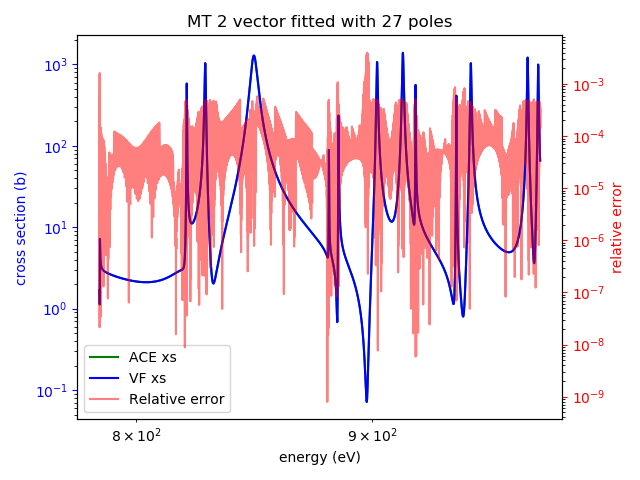 MT 2 vector fitted with 27 poles
cross section (b)
10³
10²
10¹
10⁰
10⁻¹
10⁻³
10⁻⁴
10⁻⁵
10⁻⁶
10⁻⁷
10⁻⁸
10⁻⁹
relative error
ACE xs
VF xs
Relative error
8 × 10²
9 × 10²
energy (eV)